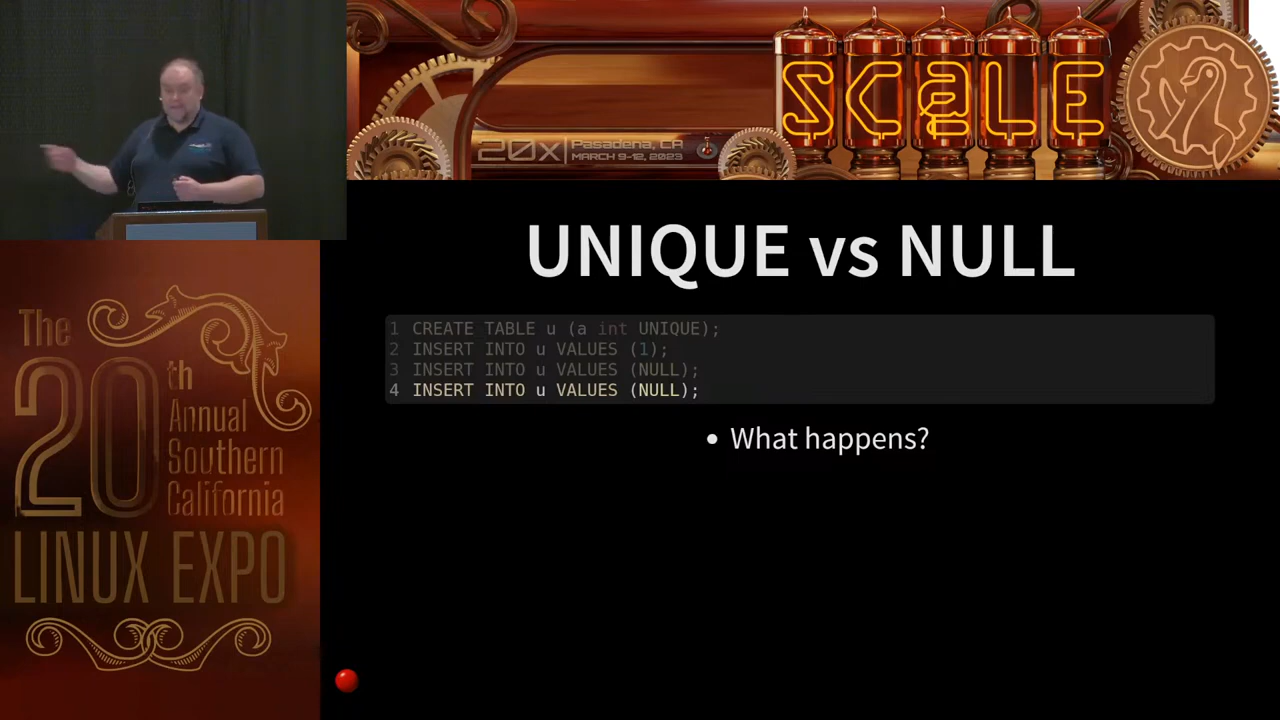 SCaLE
20x
Pasadena, CA
MARCH 9-12, 2023
The
20th
Annual
Southern
California
LINUX EXPO
UNIQUE vs NULL
1 CREATE TABLE u (a int UNIQUE);
2 INSERT INTO u VALUES (1);
3 INSERT INTO u VALUES (NULL);
4 INSERT INTO u VALUES (NULL);
• What happens?